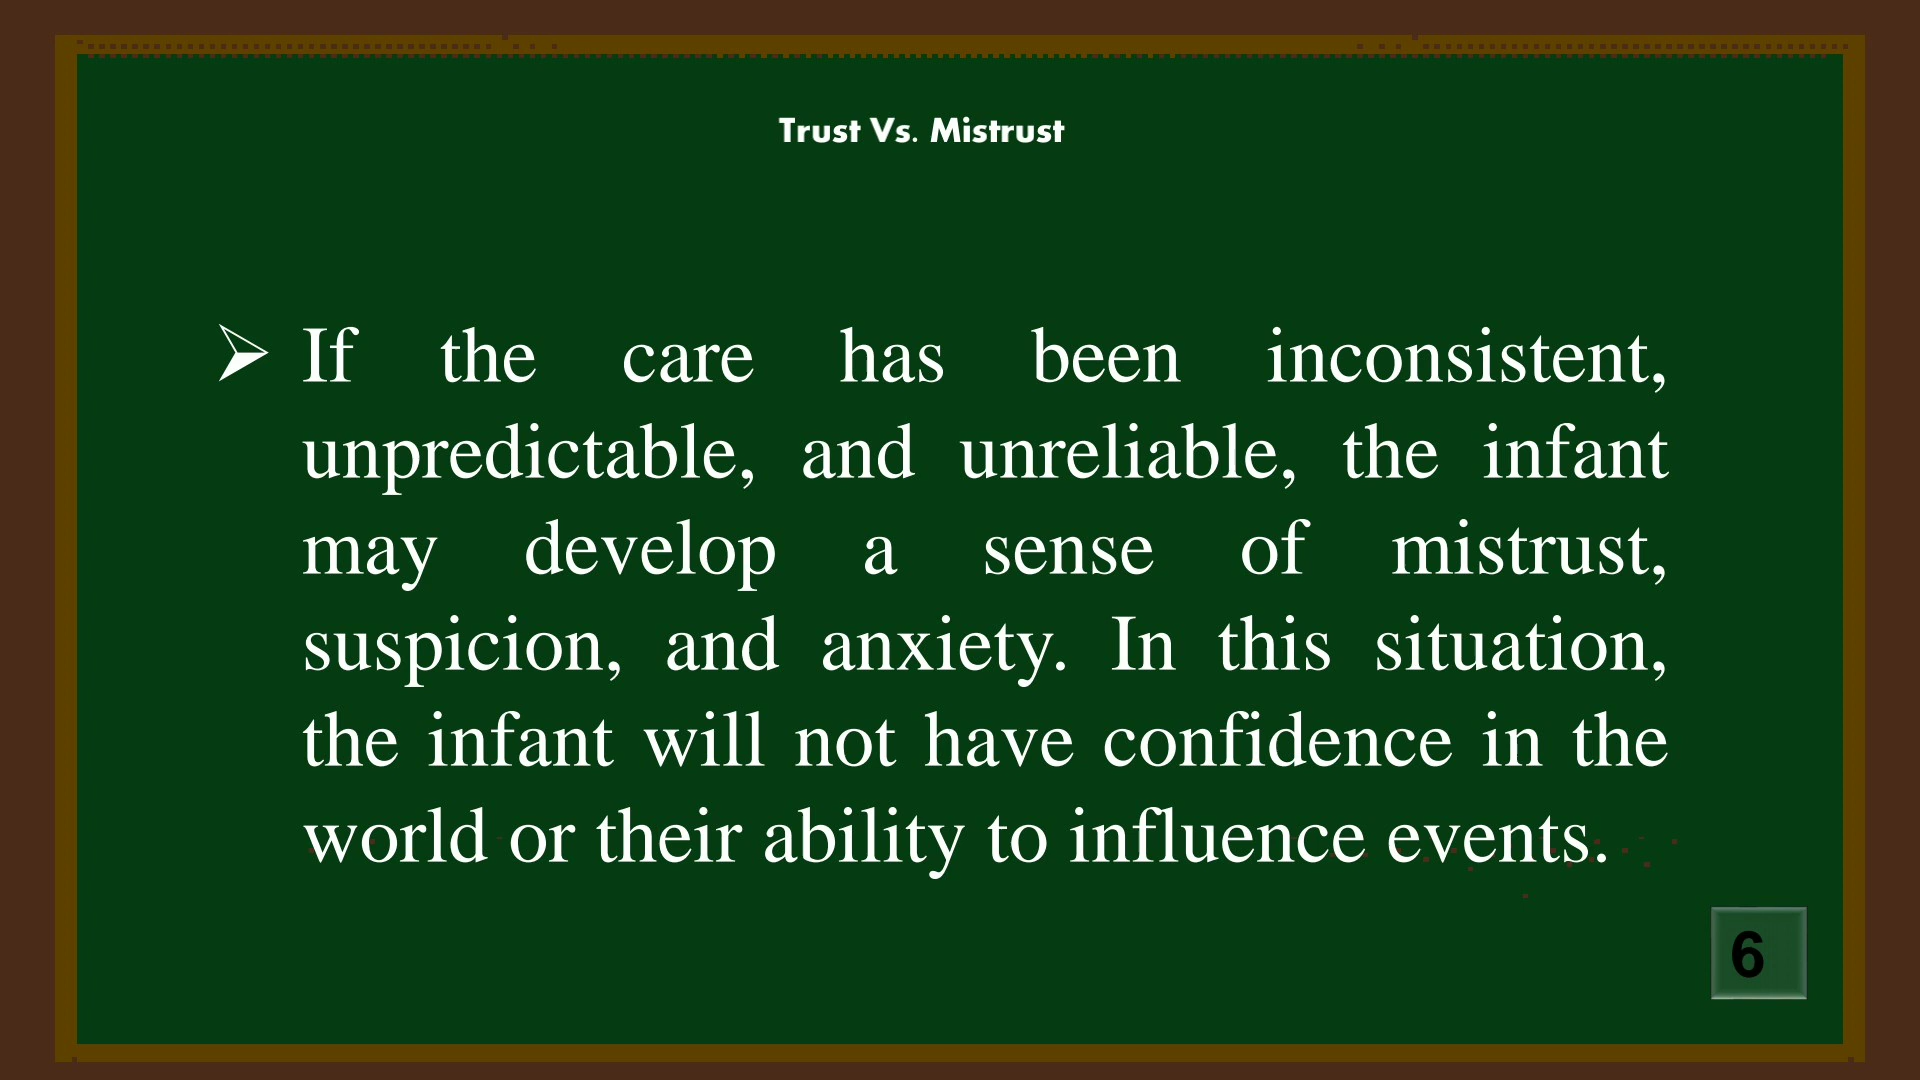 Trust Vs. Mistrust
➢ If the care has been inconsistent,
unpredictable, and unreliable, the infant
may develop a sense of mistrust,
suspicion, and anxiety. In this situation,
the infant will not have confidence in the
world or their ability to influence events.
6